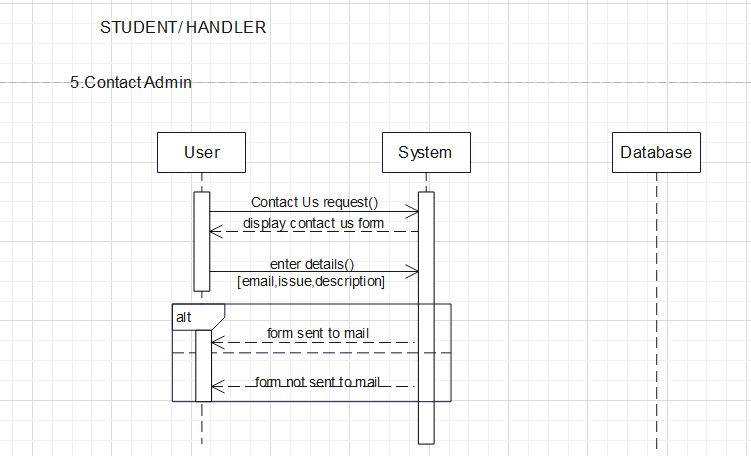 STUDENT/HANDLER
5.Contact Admin
User
System
Database
Contact Us request()
display contact us form
enter details()
[email,issue,description]
alt
form sent to mail
form not sent to mail